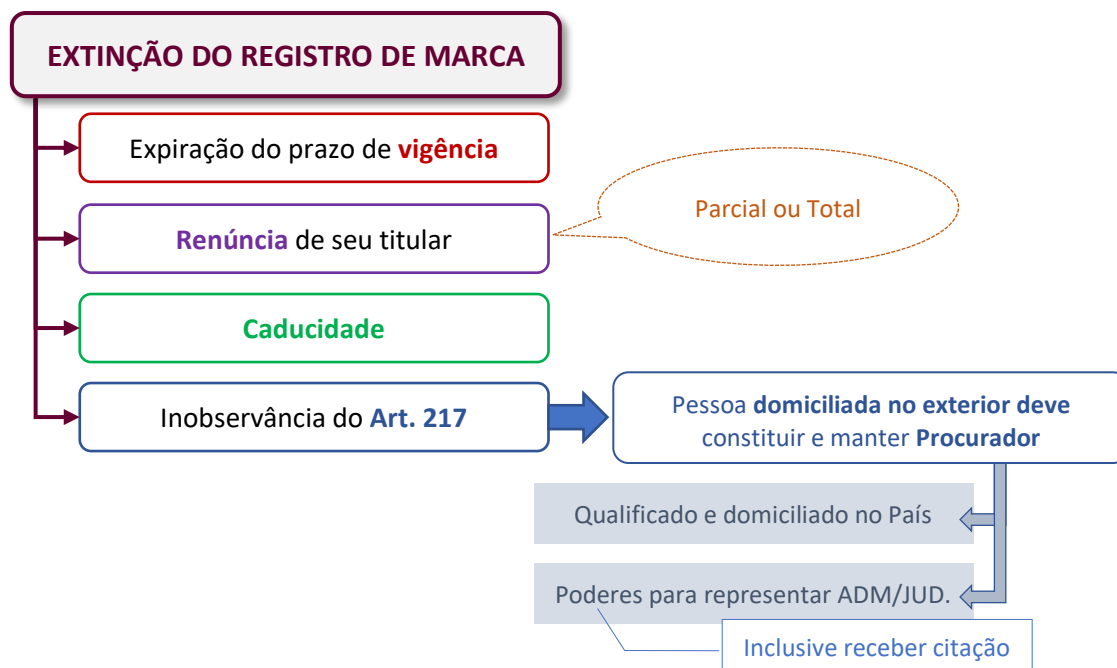 EXTINÇÃO DO REGISTRO DE MARCA
Expiração do prazo de vigência
Parcial ou Total
Renúncia de seu titular
Caducidade
Inobservância do Art. 217
Pessoa domiciliada no exterior deve
constituir e manter Procurador
Qualificado e domiciliado no País
Poderes para representar ADM/JUD.
Inclusive receber citação